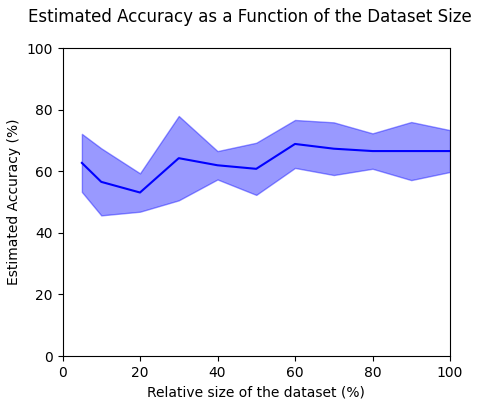 Estimated Accuracy as a Function of the Dataset Size
100
80
60
40
20
0
Estimated Accuracy (%)
0 20 40 60 80 100
Relative size of the dataset (%)